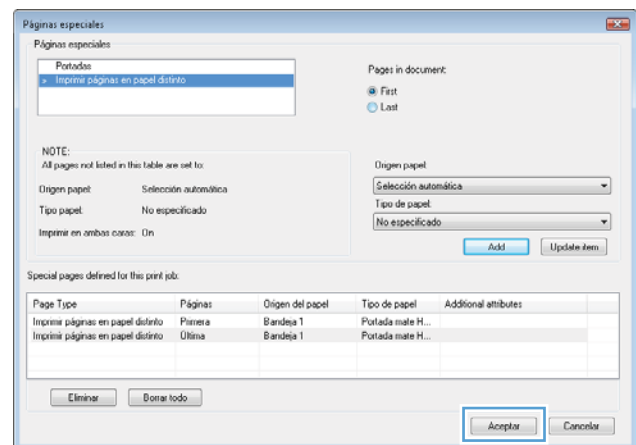 Páginas especiales
Páginas especiales
Portadas
» Imprimir páginas en papel distinto
Pages in document:
First
Last
NOTE:
All pages not listed in this table are set to:
Origen papel: Selección automática
Tipo papel: No especificado
Imprimir en ambas caras: On
Origen papel:
Selección automática
Tipo de papel:
No especificado
Add Update item
Special pages defined for this print job:
Page Type Páginas Origen del papel Tipo de papel Additional attributes
Imprimir páginas en papel distinto Primera Bandeja 1 Portada mate H...
Imprimir páginas en papel distinto Última Bandeja 1 Portada mate H...
Eliminar Borrar todo
Aceptar Cancelar